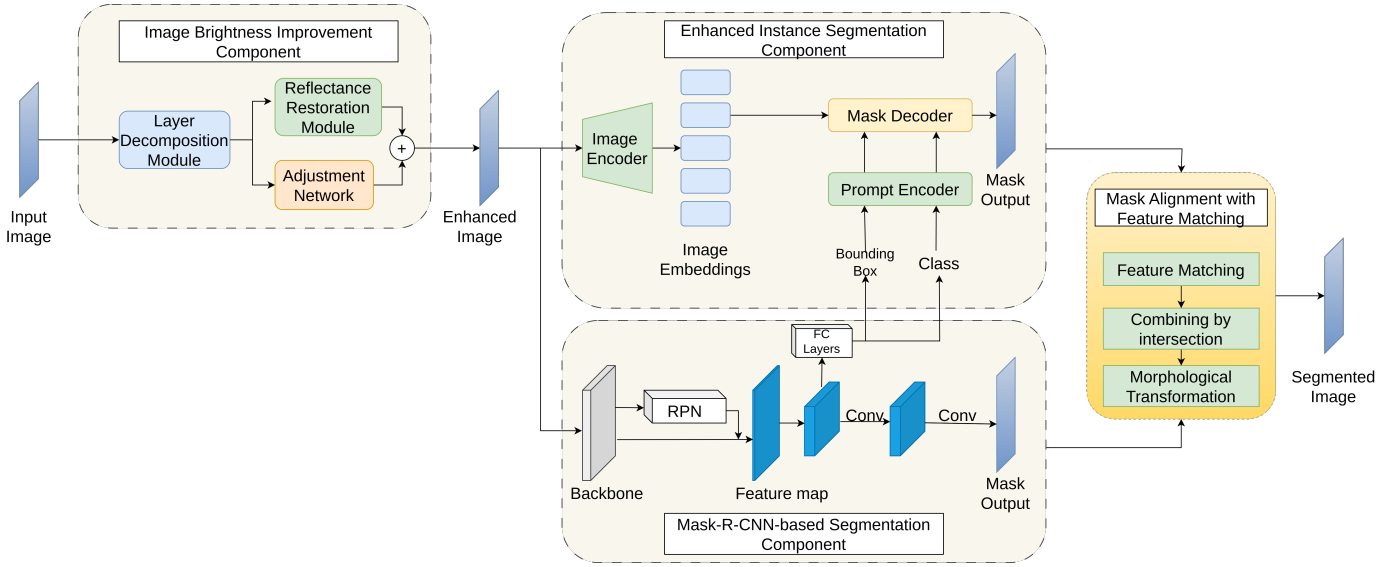 Image Brightness Improvement
Component
Input
Image
Layer
Decomposition
Module
Reflectance
Restoration
Module
Adjustment
Network
+
Enhanced
Image
Enhanced Instance Segmentation
Component
Image
Encoder
Image
Embeddings
Mask Decoder
Prompt Encoder
Bounding
Box
Class
Mask
Output
FC
Layers
RPN
Conv
Conv
Backbone
Feature map
Mask
Output
Mask-R-CNN-based Segmentation
Component
Mask Alignment with
Feature Matching
Feature Matching
Combining by
intersection
Morphological
Transformation
Segmented
Image